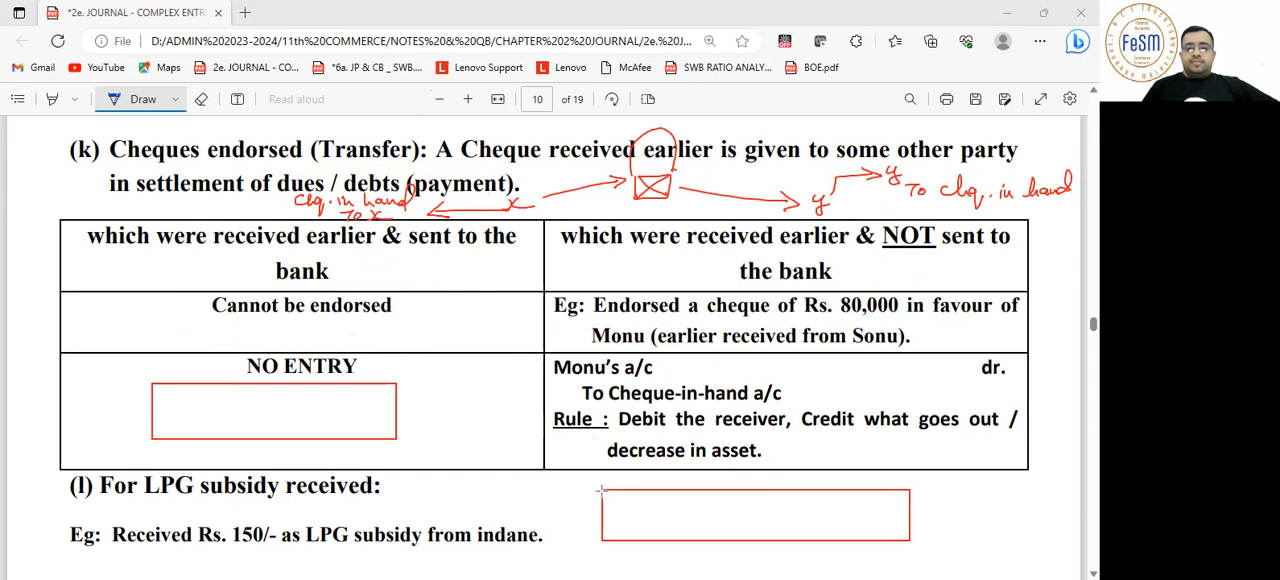 *2e. JOURNAL - COMPLEX ENTRI
File
D:/ADMIN%202023-2024/11th%20COMMERCE/NOTES%20&%20QB/CHAPTER%202%20JOURNAL/2e.%20J...
Gmail
YouTube
Maps
2e. JOURNAL - CO...
*6a. JP & CB _ SWB....
Lenovo Support
Lenovo
McAfee
SWB RATIO ANALY...
BOE.pdf
Draw
Read aloud
10 of 19
FeSM
(k) Cheques endorsed (Transfer): A Cheque received earlier is given to some other party
in settlement of dues / debts (payment).
Chq. in hand
To x
x
y
y
To chq. in hand
which were received earlier & sent to the
bank
which were received earlier & NOT sent to
the bank
Cannot be endorsed
Eg: Endorsed a cheque of Rs. 80,000 in favour of
Monu (earlier received from Sonu).
NO ENTRY
Monu's a/c dr.
To Cheque-in-hand a/c
Rule : Debit the receiver, Credit what goes out /
decrease in asset.
(l) For LPG subsidy received:
Eg: Received Rs. 150/- as LPG subsidy from indane.